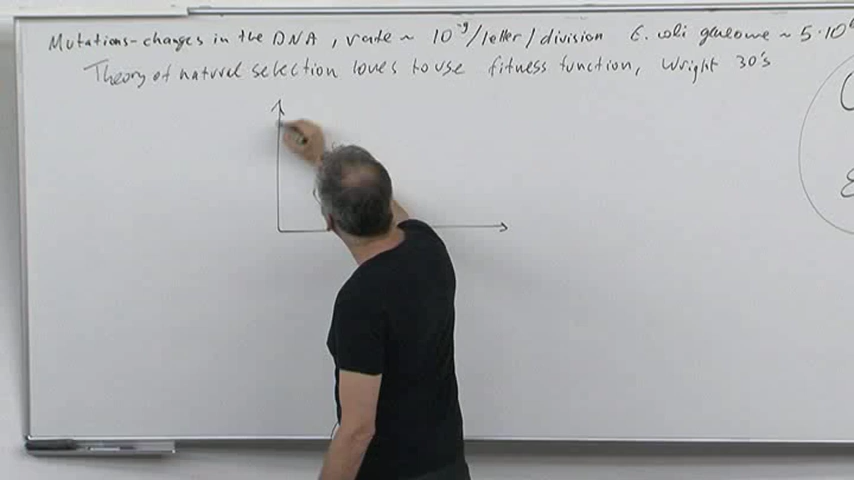 Mutations-changes in the DNA, rate ~ 10⁻⁹/letter/division E. coli genome ~ 5·10⁶
Theory of natural selection loves to use fitness function, Wright 30's